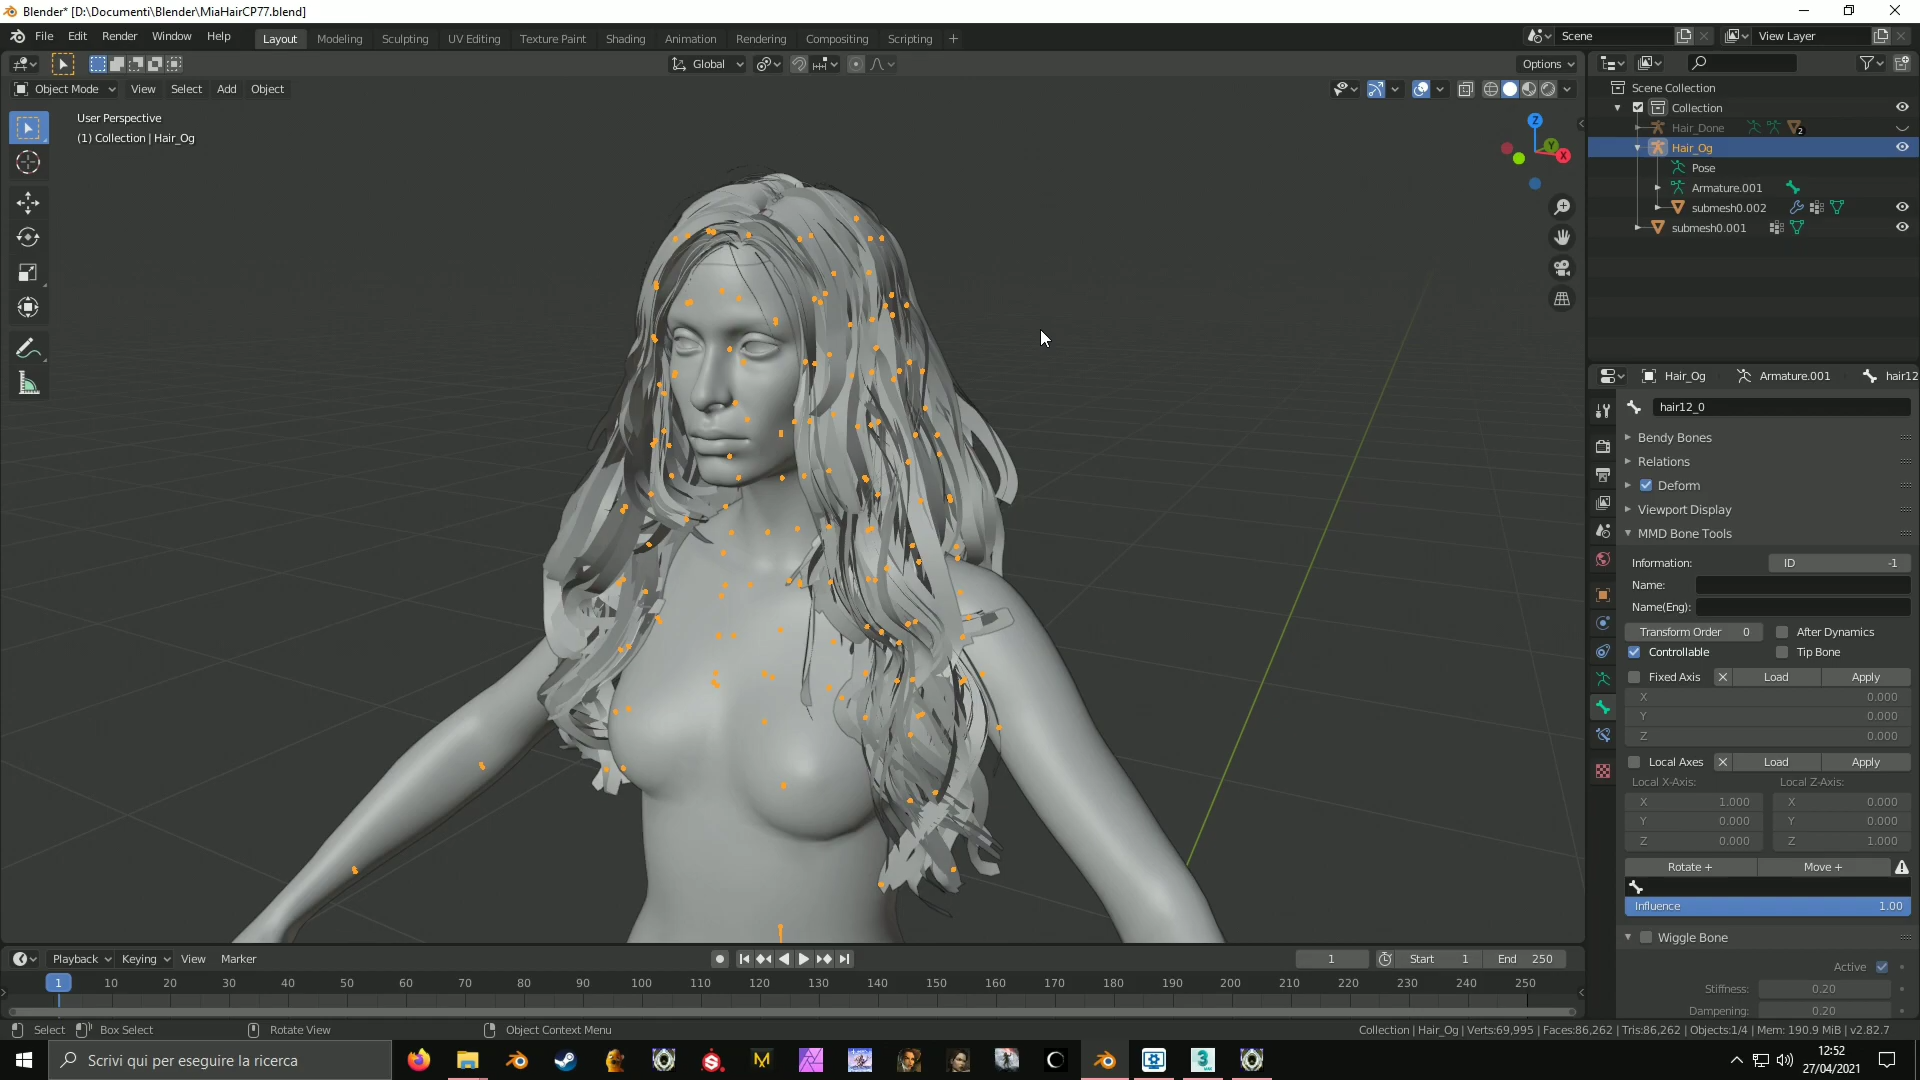 Blender* [D:\Documenti\Blender\MiaHairCP77.blend]
File Edit Render Window Help
Layout Modeling Sculpting UV Editing Texture Paint Shading Animation Rendering Compositing Scripting +
Scene
View Layer
Global
Options
Object Mode View Select Add Object
User Perspective
(1) Collection | Hair_Og
Z
Y
X
Scene Collection
Collection
Hair_Done
2
Hair_Og
Pose
Armature.001
submesh0.002
submesh0.001
Hair_Og Armature.001 hair12
hair12_0
Bendy Bones
Relations
Deform
Viewport Display
MMD Bone Tools
Information: ID -1
Name:
Name(Eng):
Transform Order 0 After Dynamics
Controllable Tip Bone
Fixed Axis Load Apply
X 0.000
Y 0.000
Z 0.000
Local Axes Load Apply
Local X-Axis: Local Z-Axis:
X 1.000 X 0.000
Y 0.000 Y 0.000
Z 0.000 Z 1.000
Rotate + Move +
Influence 1.00
Wiggle Bone
Active
Stiffness: 0.20
Dampening: 0.20
Playback Keying View Marker
1 Start 1 End 250
1 10 20 30 40 50 60 70 80 90 100 110 120 130 140 150 160 170 180 190 200 210 220 230 240 250
Select Box Select Rotate View Object Context Menu
Collection | Hair_Og | Verts:69,995 | Faces:86,262 | Tris:86,262 | Objects:1/4 | Mem: 190.9 MiB | v2.82.7
Scrivi qui per eseguire la ricerca
12:52
27/04/2021